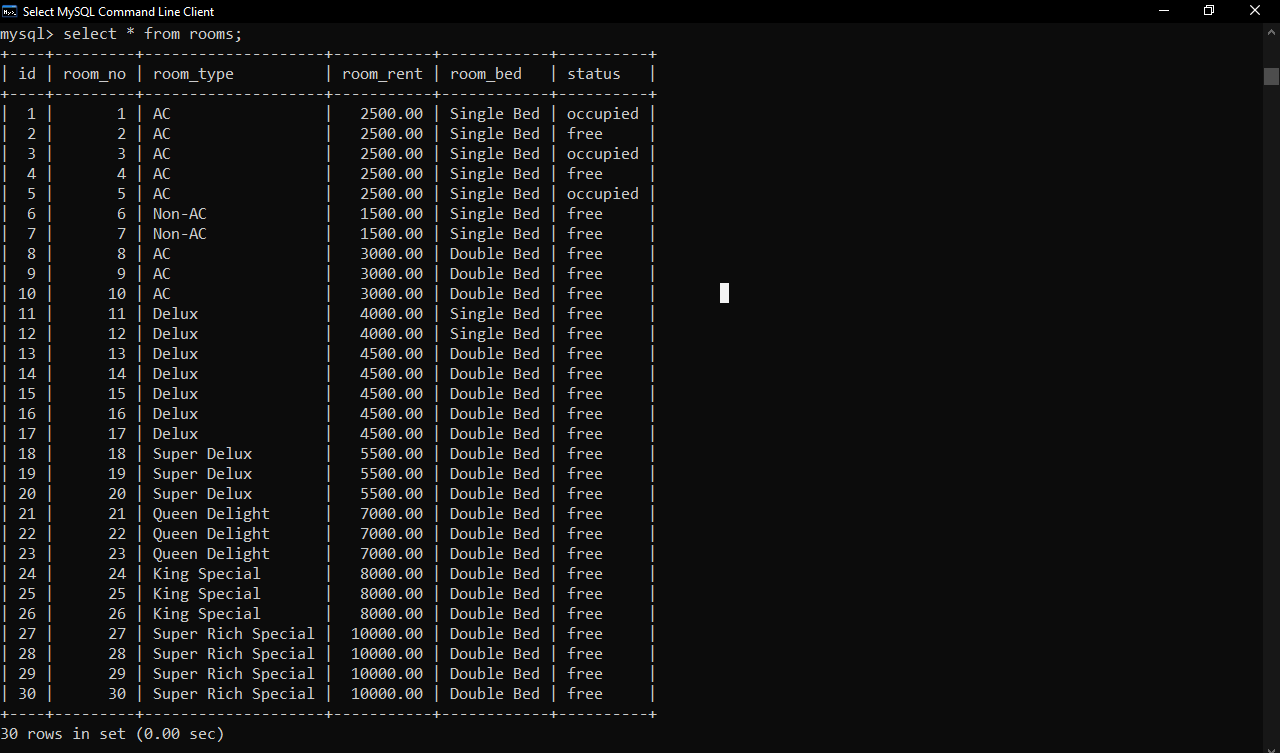 Select MySQL Command Line Client
mysql> select * from rooms;
+----+---------+--------------------+-----------+------------+----------+
| id | room_no | room_type          | room_rent | room_bed   | status   |
+----+---------+--------------------+-----------+------------+----------+
|  1 |       1 | AC                 |   2500.00 | Single Bed | occupied |
|  2 |       2 | AC                 |   2500.00 | Single Bed | free     |
|  3 |       3 | AC                 |   2500.00 | Single Bed | occupied |
|  4 |       4 | AC                 |   2500.00 | Single Bed | free     |
|  5 |       5 | AC                 |   2500.00 | Single Bed | occupied |
|  6 |       6 | Non-AC             |   1500.00 | Single Bed | free     |
|  7 |       7 | Non-AC             |   1500.00 | Single Bed | free     |
|  8 |       8 | AC                 |   3000.00 | Double Bed | free     |
|  9 |       9 | AC                 |   3000.00 | Double Bed | free     |
| 10 |      10 | AC                 |   3000.00 | Double Bed | free     |
| 11 |      11 | Delux              |   4000.00 | Single Bed | free     |
| 12 |      12 | Delux              |   4000.00 | Single Bed | free     |
| 13 |      13 | Delux              |   4500.00 | Double Bed | free     |
| 14 |      14 | Delux              |   4500.00 | Double Bed | free     |
| 15 |      15 | Delux              |   4500.00 | Double Bed | free     |
| 16 |      16 | Delux              |   4500.00 | Double Bed | free     |
| 17 |      17 | Delux              |   4500.00 | Double Bed | free     |
| 18 |      18 | Super Delux        |   5500.00 | Double Bed | free     |
| 19 |      19 | Super Delux        |   5500.00 | Double Bed | free     |
| 20 |      20 | Super Delux        |   5500.00 | Double Bed | free     |
| 21 |      21 | Queen Delight      |   7000.00 | Double Bed | free     |
| 22 |      22 | Queen Delight      |   7000.00 | Double Bed | free     |
| 23 |      23 | Queen Delight      |   7000.00 | Double Bed | free     |
| 24 |      24 | King Special       |   8000.00 | Double Bed | free     |
| 25 |      25 | King Special       |   8000.00 | Double Bed | free     |
| 26 |      26 | King Special       |   8000.00 | Double Bed | free     |
| 27 |      27 | Super Rich Special |  10000.00 | Double Bed | free     |
| 28 |      28 | Super Rich Special |  10000.00 | Double Bed | free     |
| 29 |      29 | Super Rich Special |  10000.00 | Double Bed | free     |
| 30 |      30 | Super Rich Special |  10000.00 | Double Bed | free     |
+----+---------+--------------------+-----------+------------+----------+
30 rows in set (0.00 sec)